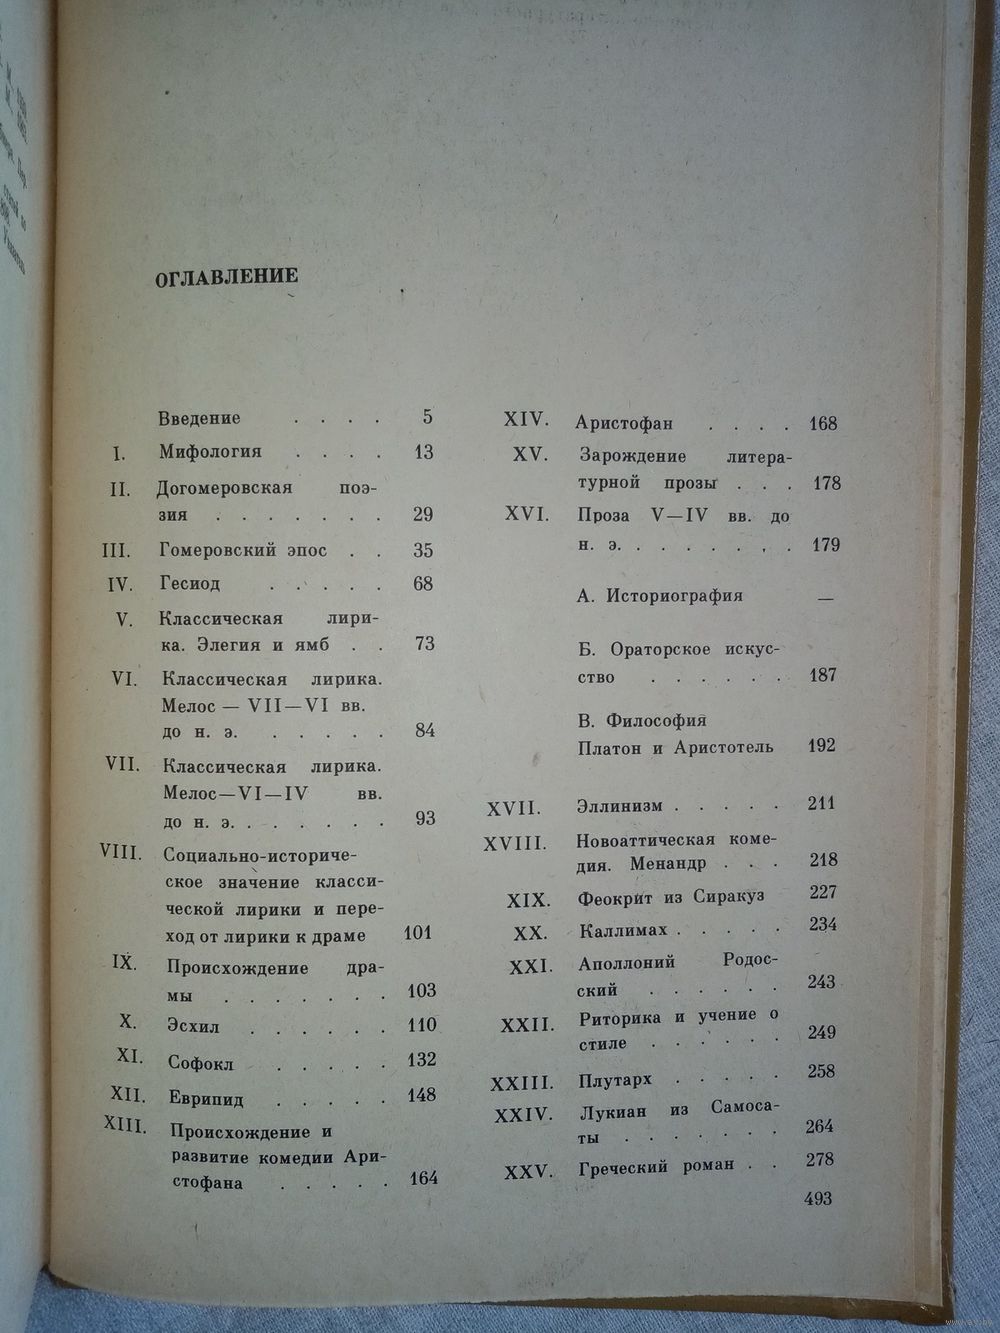 ОГЛАВЛЕНИЕ
Введение . . . . 5
I. Мифология . . . . 13
II. Догомеровская поэ-
зия . . . . . . . 29
III. Гомеровский эпос . . 35
IV. Гесиод . . . . . 68
V. Классическая лири-
ка. Элегия и ямб . . 73
VI. Классическая лирика.
Мелос — VII—VI вв.
до н. э. . . . . . 84
VII. Классическая лирика.
Мелос—VI—IV вв.
до н. э. . . . . . . 93
VIII. Социально-историче-
ское значение класси-
ческой лирики и пере-
ход от лирики к драме 101
IX. Происхождение дра-
мы . . . . . . . 103
X. Эсхил . . . . . . 110
XI. Софокл . . . . . 132
XII. Еврипид . . . . . 148
XIII. Происхождение и
развитие комедии Ари-
стофана . . . . . 164
XIV. Аристофан . . . . 168
XV. Зарождение литера-
турной прозы . . . 178
XVI. Проза V—IV вв. до
н. э. . . . . . . . 179
А. Историография —
Б. Ораторское искус-
ство . . . . . . 187
В. Философия
Платон и Аристотель 192
XVII. Эллинизм . . . . . 211
XVIII. Новоаттическая коме-
дия. Менандр . . . 218
XIX. Феокрит из Сиракуз 227
XX. Каллимах . . . . . 234
XXI. Аполлоний Родос-
ский . . . . . . 243
XXII. Риторика и учение о
стиле . . . . . . 249
XXIII. Плутарх . . . . . 258
XXIV. Лукиан из Самоса-
ты . . . . . . . 264
XXV. Греческий роман . . 278
493